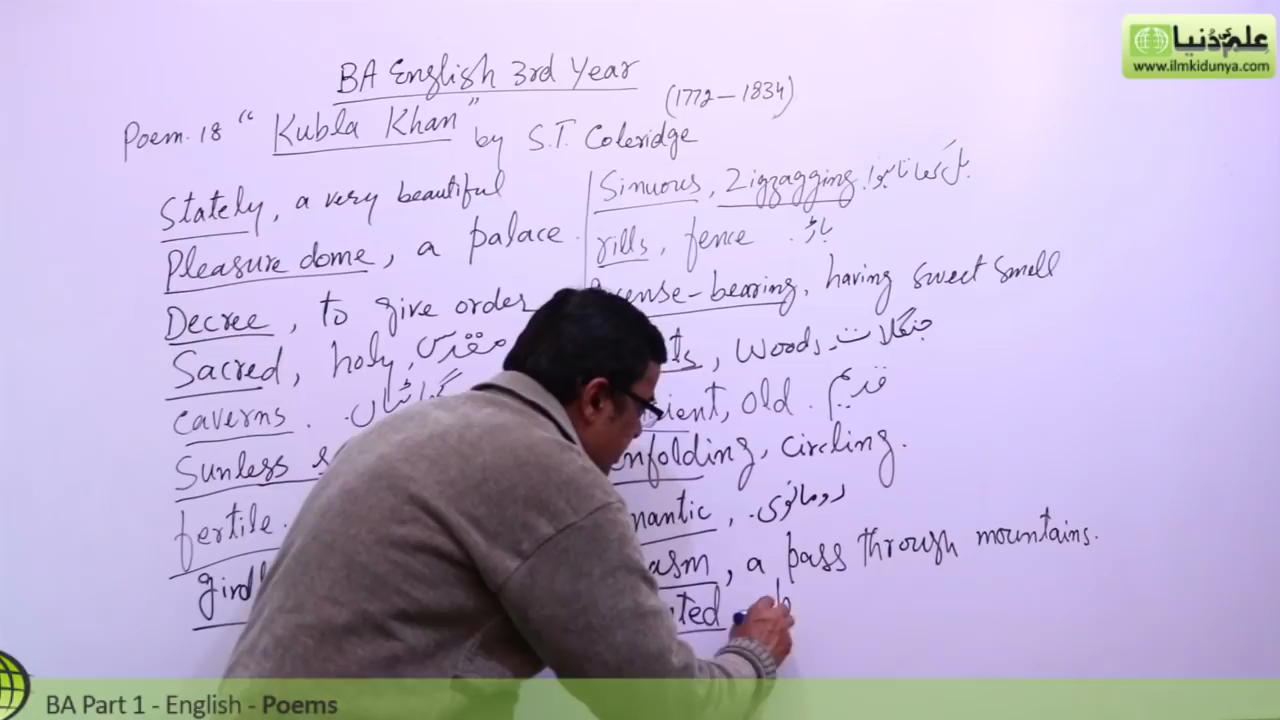 علم کی دنیا
www.ilmkidunya.com
BA English 3rd Year
(1772-1834)
Poem. 18 "Kubla Khan" by S.T. Coleridge
Stately, a very beautiful
Pleasure dome, a palace.
Decree, to give order
Sacred, holy, مقدس
caverns.
Sunless
fertile.
Sinuous, Zigzagging, بل کھاتا ہوا
rills, fence. باڑ
-bearing, having sweet smell
, Woods. جنگلات
, Old. قدیم
nfolding, circling.
mantic, رومانوی.
asm, a pass through mountains.
ted
BA Part 1 - English - Poems